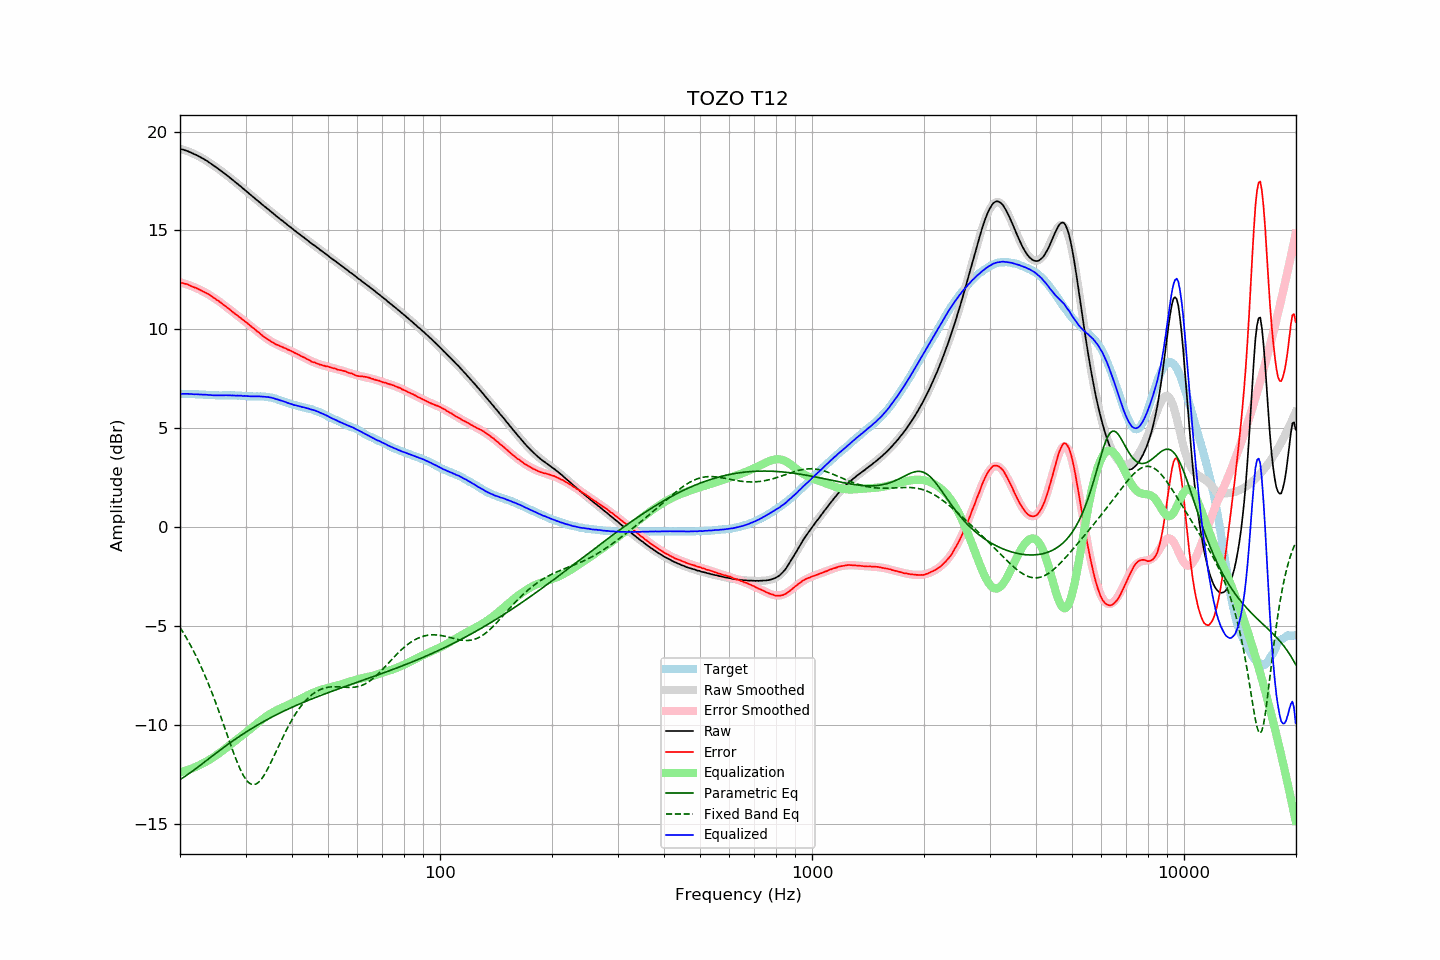 TOZO T12
20
15
10
5
0
−5
−10
−15
Amplitude (dBr)
Target
Raw Smoothed
Error Smoothed
Raw
Error
Equalization
Parametric Eq
Fixed Band Eq
Equalized
100
1000
10000
Frequency (Hz)